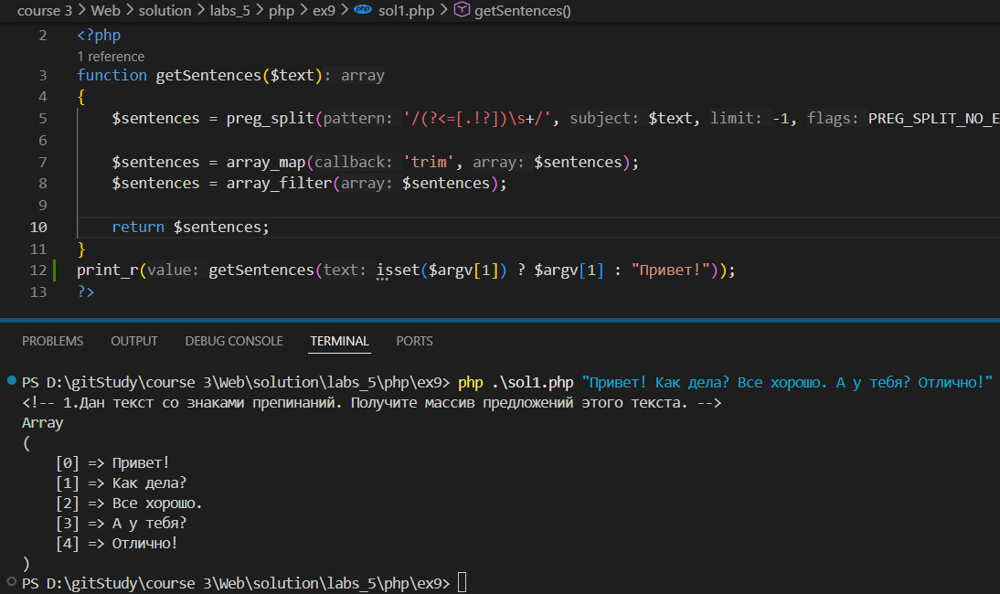 course 3 > Web > solution > labs_5 > php > ex9 > php sol1.php > getSentences()
2 <?php
1 reference
3 function getSentences($text): array
4 {
5     $sentences = preg_split(pattern: '/(?<=[.!?])\s+/', subject: $text, limit: -1, flags: PREG_SPLIT_NO_E
6
7     $sentences = array_map(callback: 'trim', array: $sentences);
8     $sentences = array_filter(array: $sentences);
9
10     return $sentences;
11 }
12 print_r(value: getSentences(text: isset($argv[1]) ? $argv[1] : "Привет!"));
13 ?>
PROBLEMS OUTPUT DEBUG CONSOLE TERMINAL PORTS
PS D:\gitStudy\course 3\Web\solution\labs_5\php\ex9> php .\sol1.php "Привет! Как дела? Все хорошо. А у тебя? Отлично!"
<!-- 1.Дан текст со знаками препинаний. Получите массив предложений этого текста. -->
Array
(
    [0] => Привет!
    [1] => Как дела?
    [2] => Все хорошо.
    [3] => А у тебя?
    [4] => Отлично!
)
PS D:\gitStudy\course 3\Web\solution\labs_5\php\ex9>